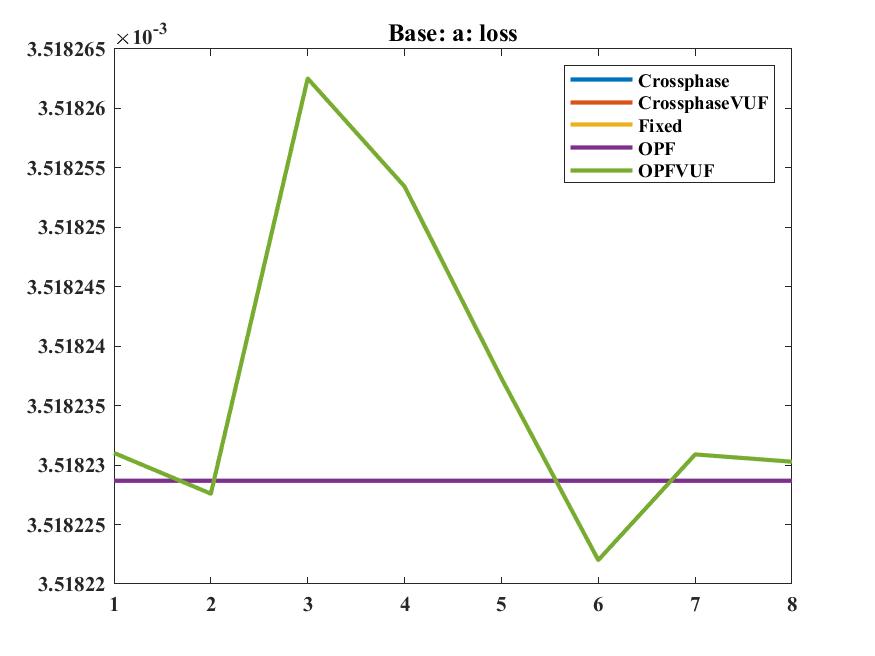 Base: a: loss
×10-3
3.518265
3.51826
3.518255
3.51825
3.518245
3.51824
3.518235
3.51823
3.518225
3.51822
1 2 3 4 5 6 7 8
Crossphase
CrossphaseVUF
Fixed
OPF
OPFVUF